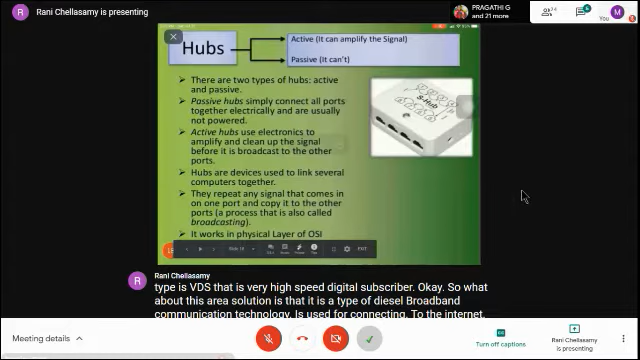 Rani Chellasamy is presenting
PRAGATHI G
and 21 more
You
Hubs
Active (It can amplify the Signal)
Passive (It can't)
There are two types of hubs: active
and passive.
Passive hubs simply connect all ports
together electrically and are usually
not powered.
Active hubs use electronics to
amplify and clean up the signal
before it is broadcast to the other
ports.
Hubs are devices used to link several
computers together.
They repeat any signal that comes in
on one port and copy it to the other
ports (a process that is also called
broadcasting).
It works in physical Layer of OSI
Rani Chellasamy
type is VDS that is very high speed digital subscriber. Okay. So what
about this area solution is that it is a type of diesel Broadband
communication technology. Is used for connecting. To the internet.
Meeting details
Turn off captions
Rani Chellasamy
is presenting